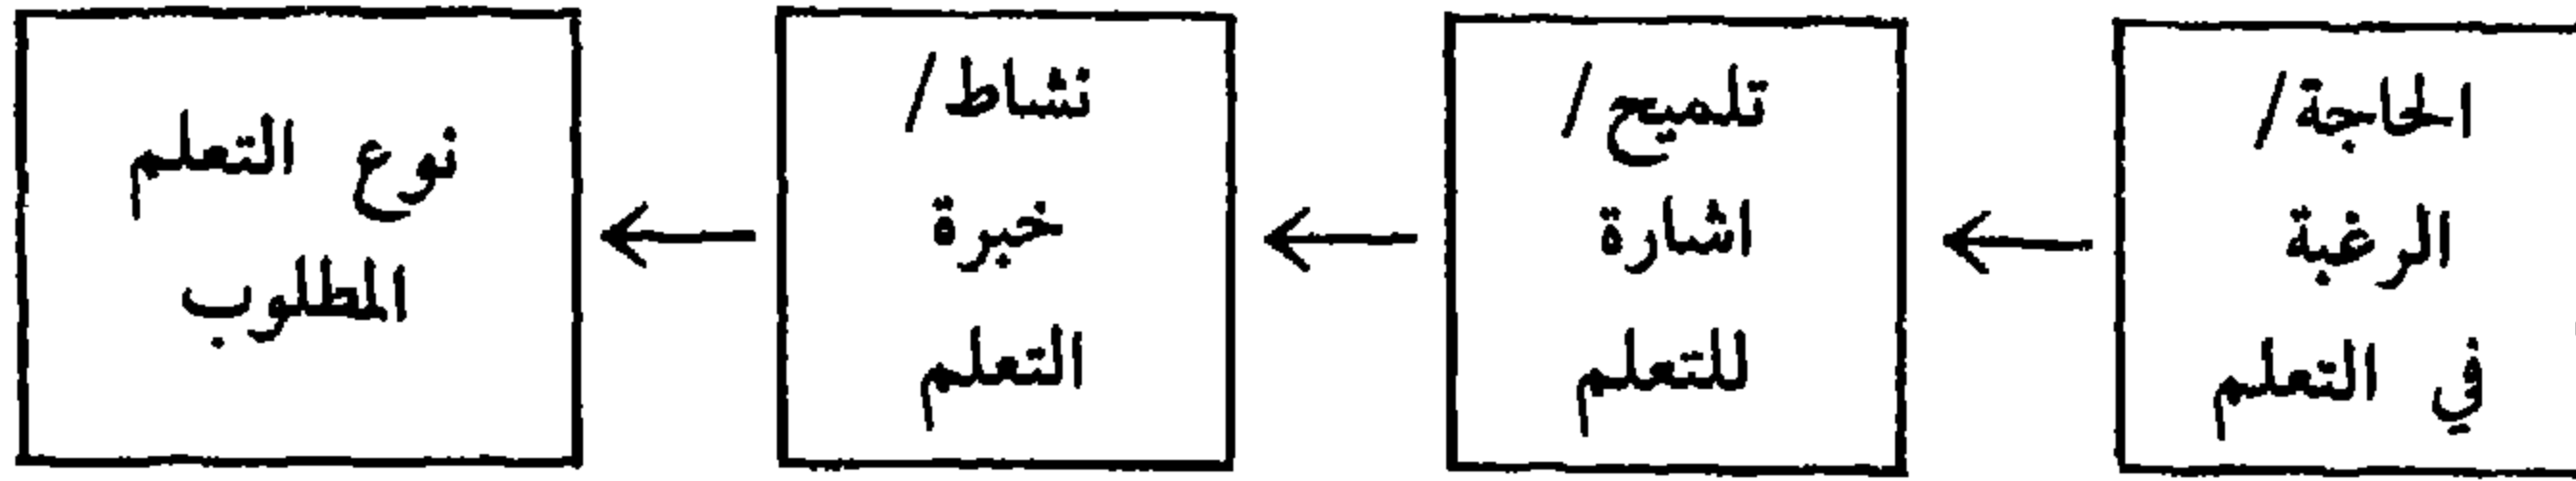 الحاجة/
الرغبة
في التعلم
تلميح/
اشارة
للتعلم
نشاط/
خبرة
التعلم
نوع التعلم
المطلوب